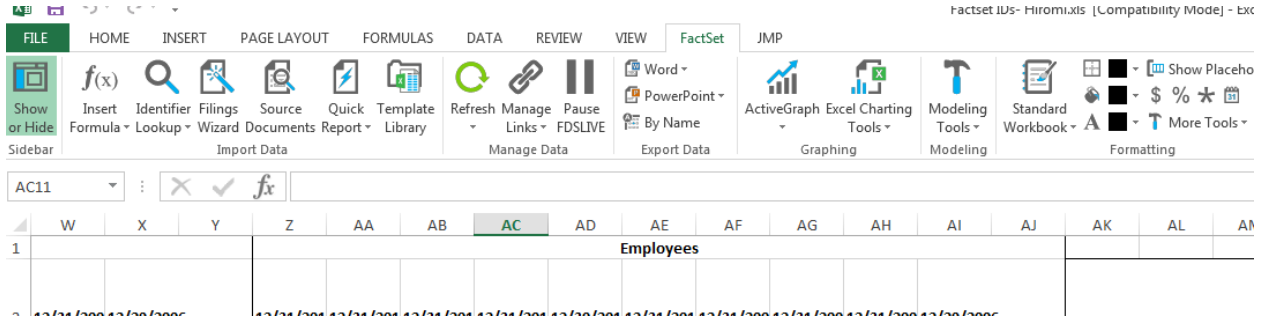 Factset IDs- Hiromi.xls [Compatibility Mode] - Exc
FILE HOME INSERT PAGE LAYOUT FORMULAS DATA REVIEW VIEW FactSet JMP
Show or Hide
Insert Formula
Identifier Lookup
Filings Wizard
Source Documents
Quick Report
Template Library
Refresh
Manage Links
Pause FDSLIVE
Word
PowerPoint
By Name
ActiveGraph
Excel Charting Tools
Modeling Tools
Standard Workbook
Show Placeho
$ %
More Tools
Sidebar Import Data Manage Data Export Data Graphing Modeling Formatting
AC11 fx
W X Y Z AA AB AC AD AE AF AG AH AI AJ AK AL
1 Employees